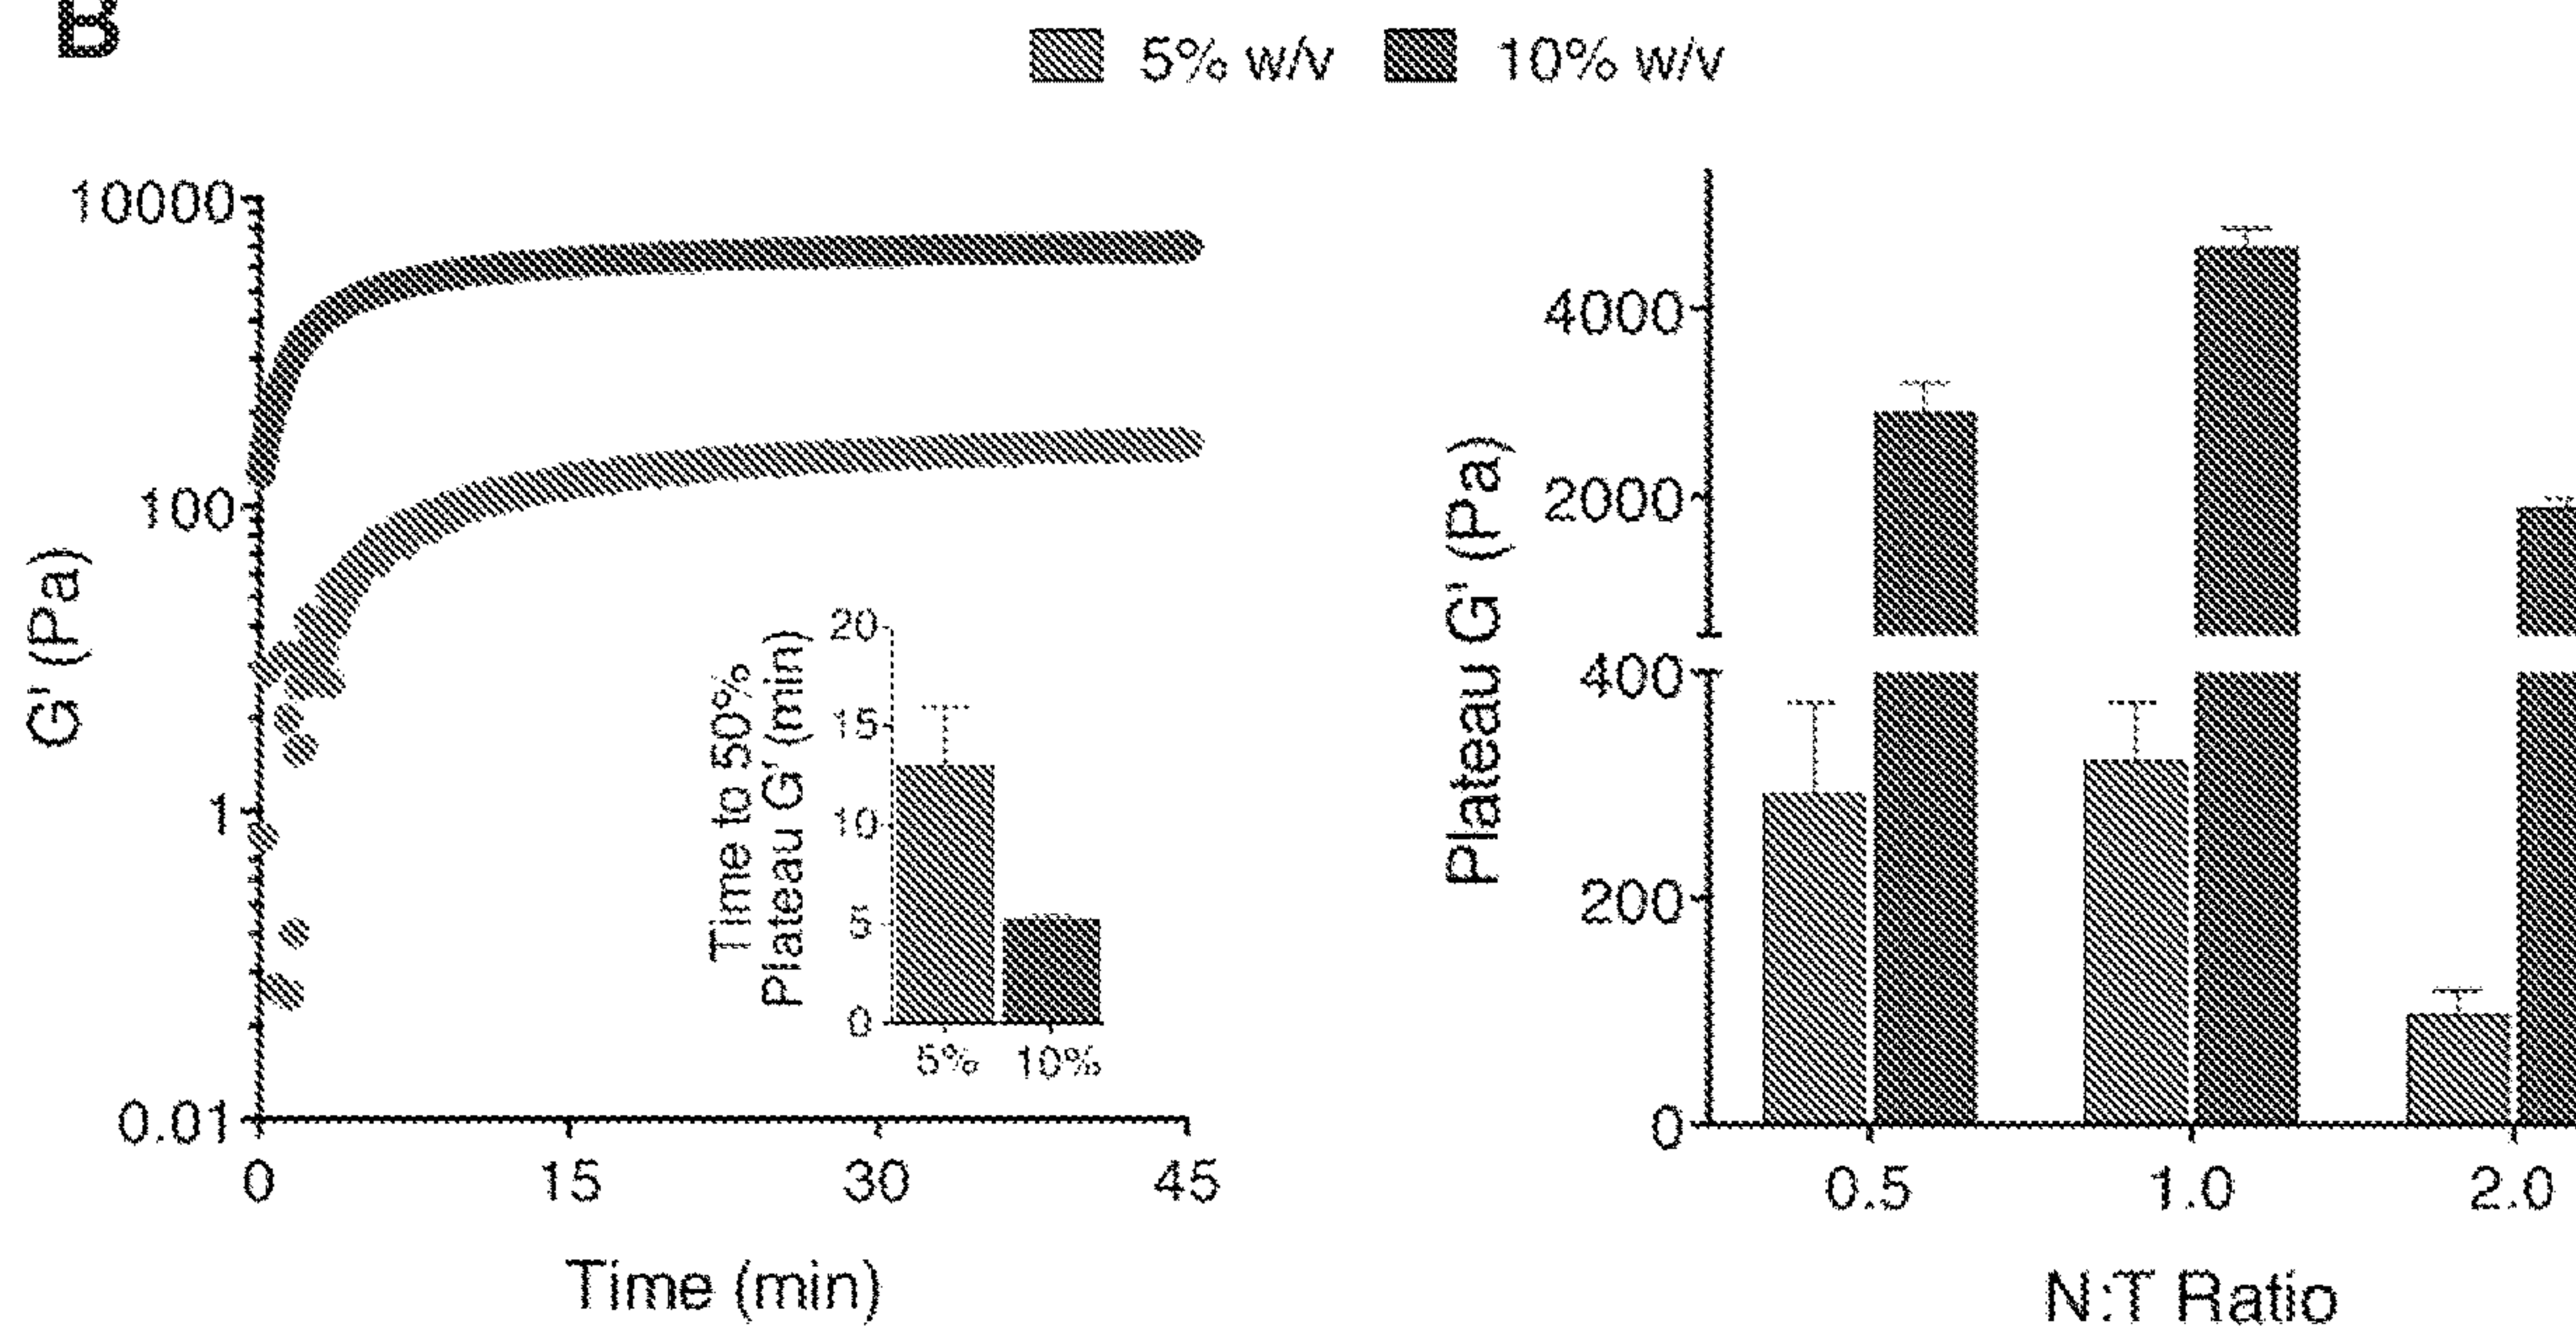 B
5% w/v 10% w/v
10000
100
1
0.01
G' (Pa)
0 15 30 45
Time (min)
Time to 50%
Plateau G' (min)
20
15
10
5
0
5% 10%
Plateau G' (Pa)
4000
2000
400
200
0
0.5 1.0 2.0
N:T Ratio